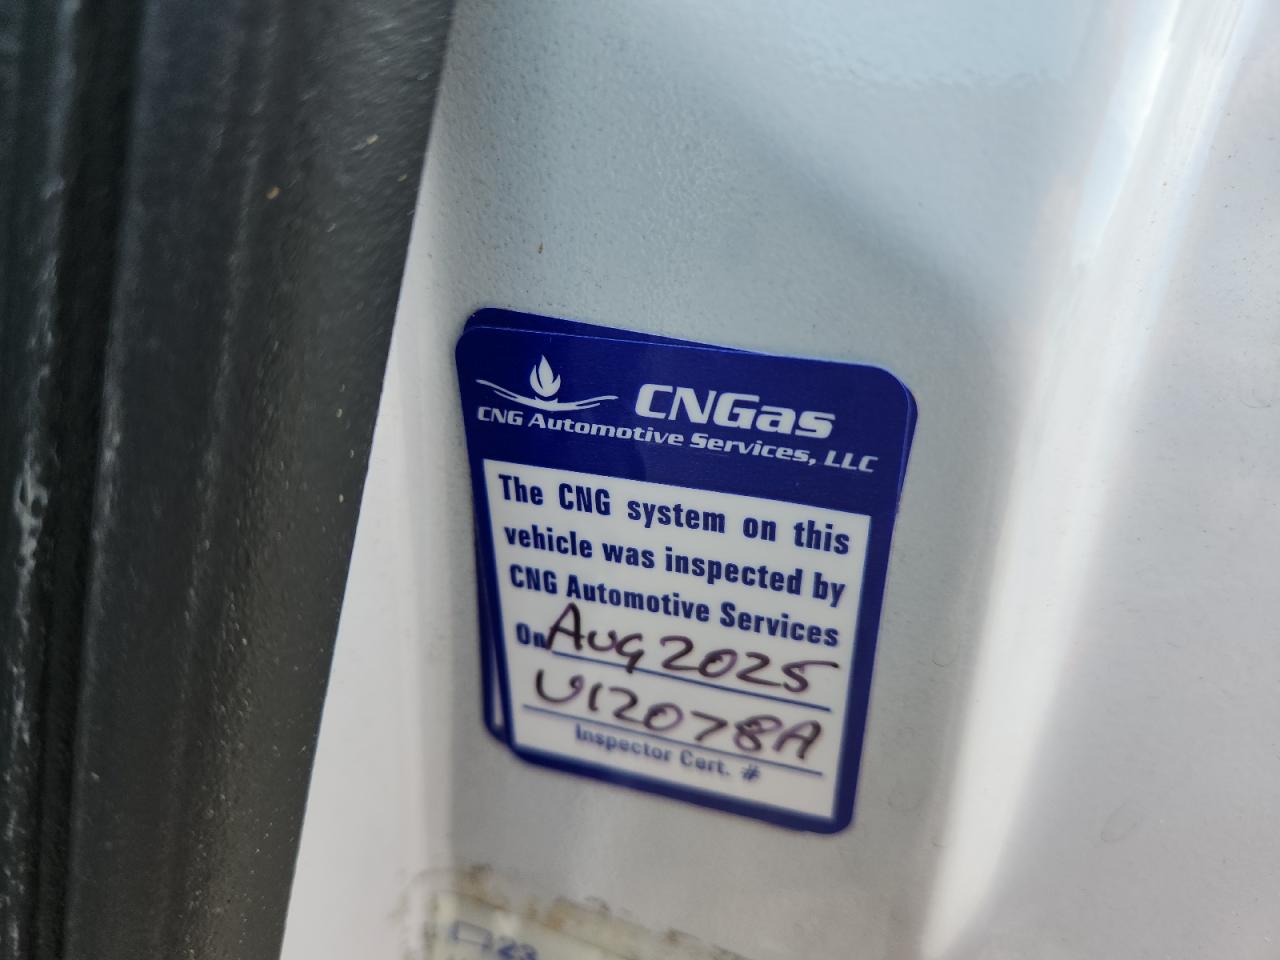 CNGas
CNG Automotive Services, LLC
The CNG system on this
vehicle was inspected by
CNG Automotive Services
On Aug 2025
U12078A
Inspector Cert. #
23